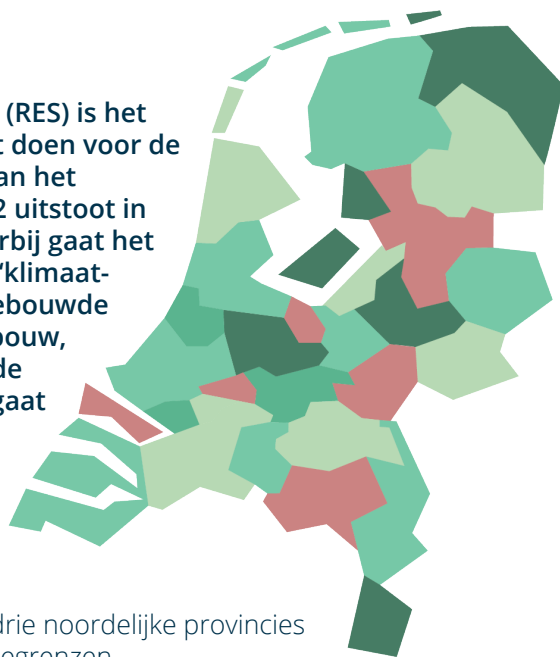 (RES) is het
t doen voor de
an het
2 uitstoot in
rbij gaat het
‘klimaat-
ebouwde
bouw,
de
gaat
drie noordelijke provincies
egrenzen